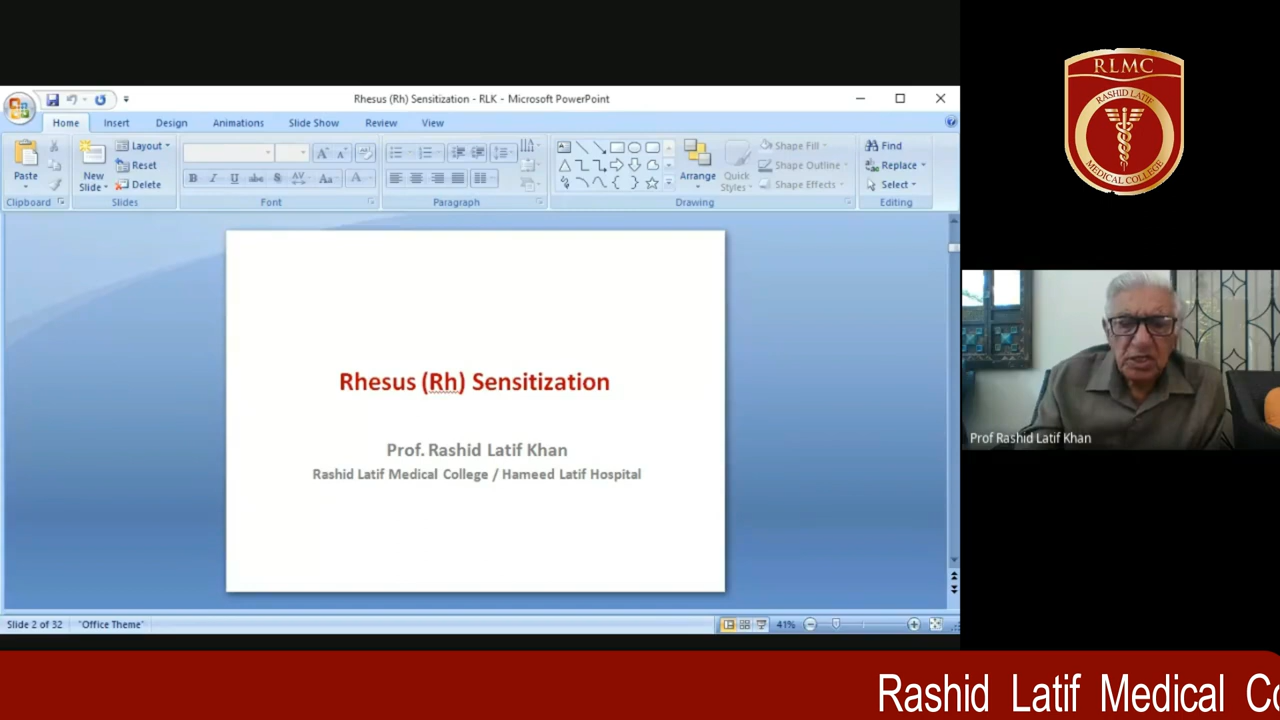 Rhesus (Rh) Sensitization - RLK - Microsoft PowerPoint
Home Insert Design Animations Slide Show Review View
Paste
Clipboard
New Slide
Layout
Reset
Delete
Slides
B I U abc S AV Aa A
Font
Paragraph
Arrange
Quick Styles
Shape Fill
Shape Outline
Shape Effects
Drawing
Find
Replace
Select
Editing
Rhesus (Rh) Sensitization
Prof. Rashid Latif Khan
Rashid Latif Medical College / Hameed Latif Hospital
Slide 2 of 32 "Office Theme" 41%
RLMC
RASHID LATIF
MEDICAL COLLEGE
Prof Rashid Latif Khan
Rashid Latif Medical Co